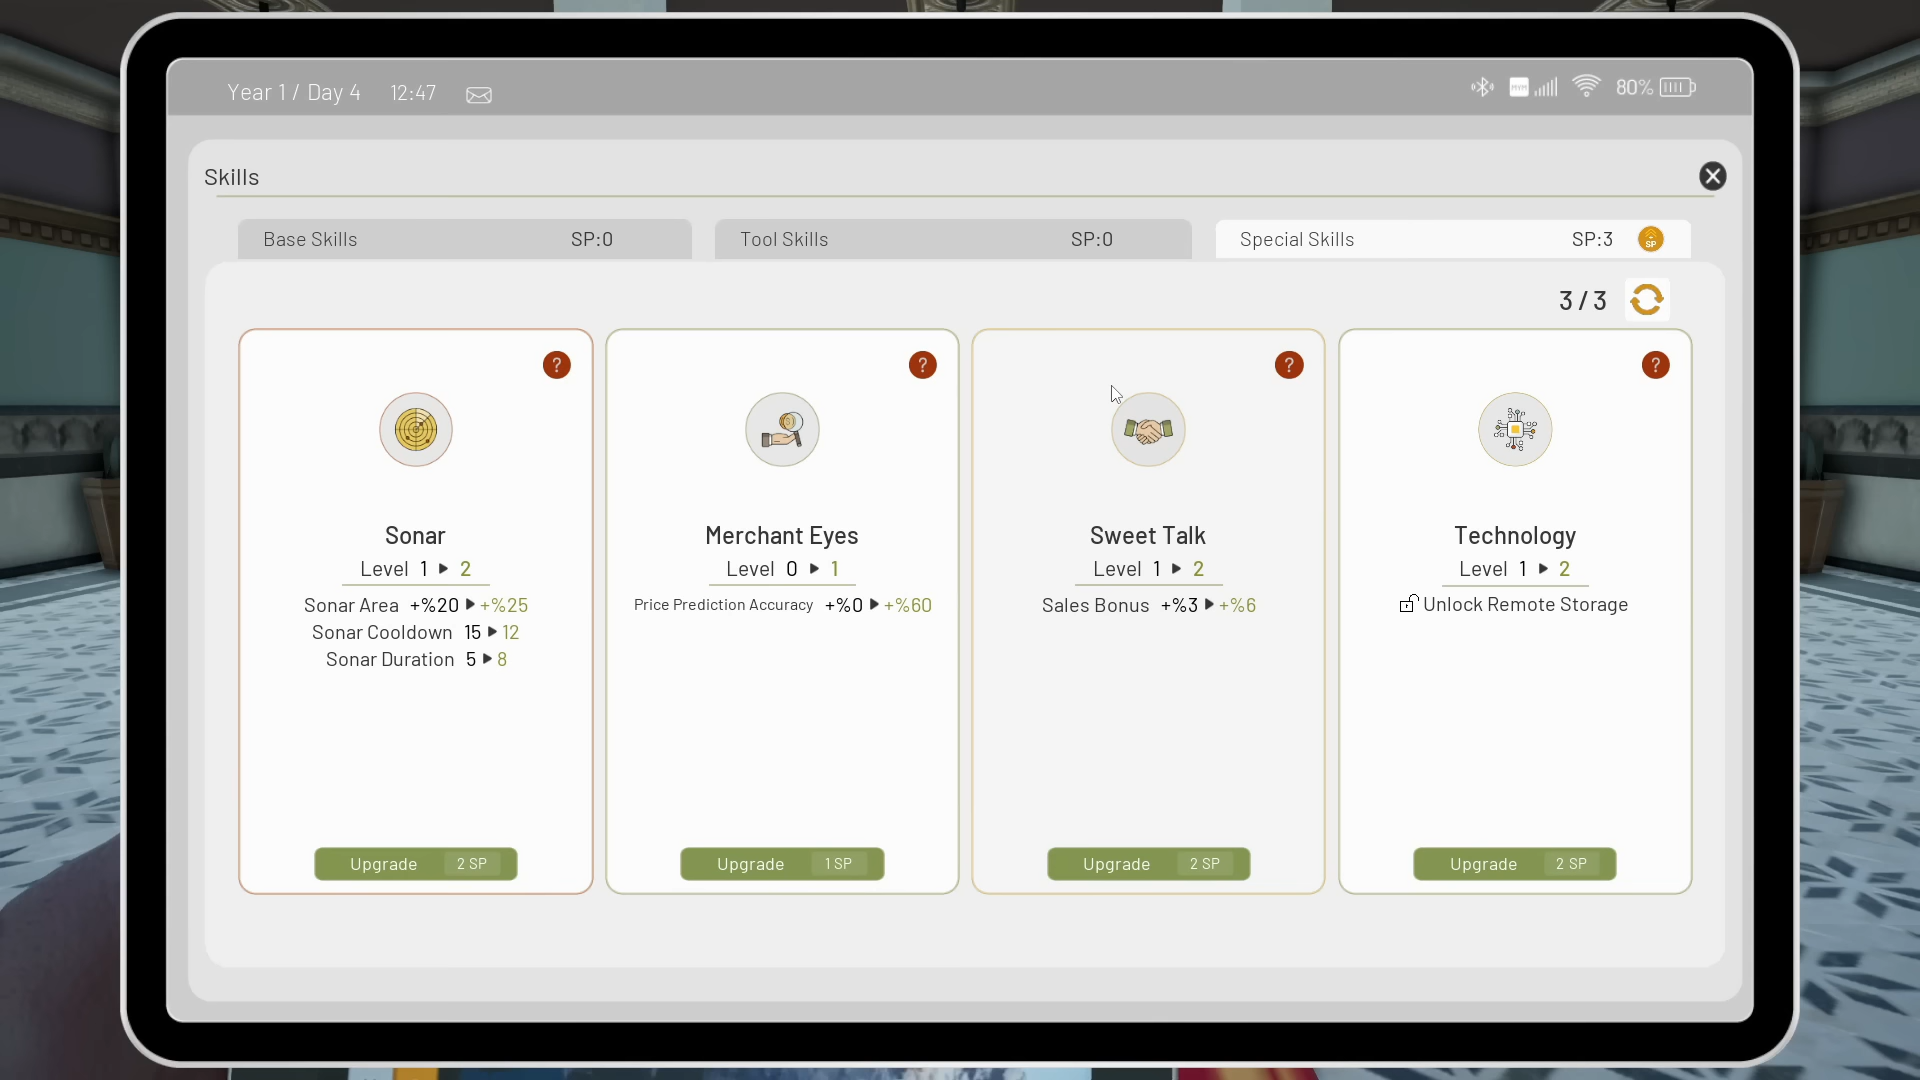 Year 1 / Day 4 12:47 MYM 80%
Skills
Base Skills SP:0 Tool Skills SP:0 Special Skills SP:3 SP
3 / 3
? ? ? ?
Sonar Merchant Eyes Sweet Talk Technology
Level 1 2 Level 0 1 Level 1 2 Level 1 2
Sonar Area +%20 +%25 Price Prediction Accuracy +%0 +%60 Sales Bonus +%3 +%6 Unlock Remote Storage
Sonar Cooldown 15 12
Sonar Duration 5 8
Upgrade 2 SP Upgrade 1 SP Upgrade 2 SP Upgrade 2 SP